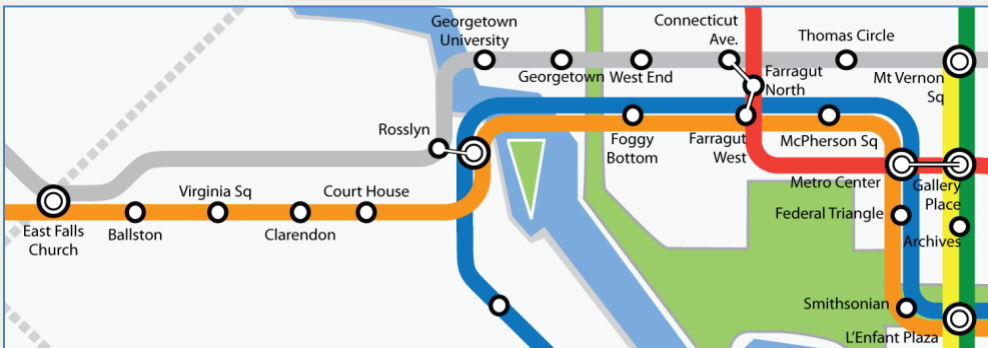 Georgetown
University
Connecticut
Ave.
Thomas Circle
Georgetown
West End
Farragut
North
Mt Vernon
Sq
Rosslyn
Foggy
Bottom
Farragut
West
McPherson Sq
Metro Center
Gallery
Place
Virginia Sq
Court House
East Falls
Church
Ballston
Clarendon
Federal Triangle
Archives
Smithsonian
L'Enfant Plaza